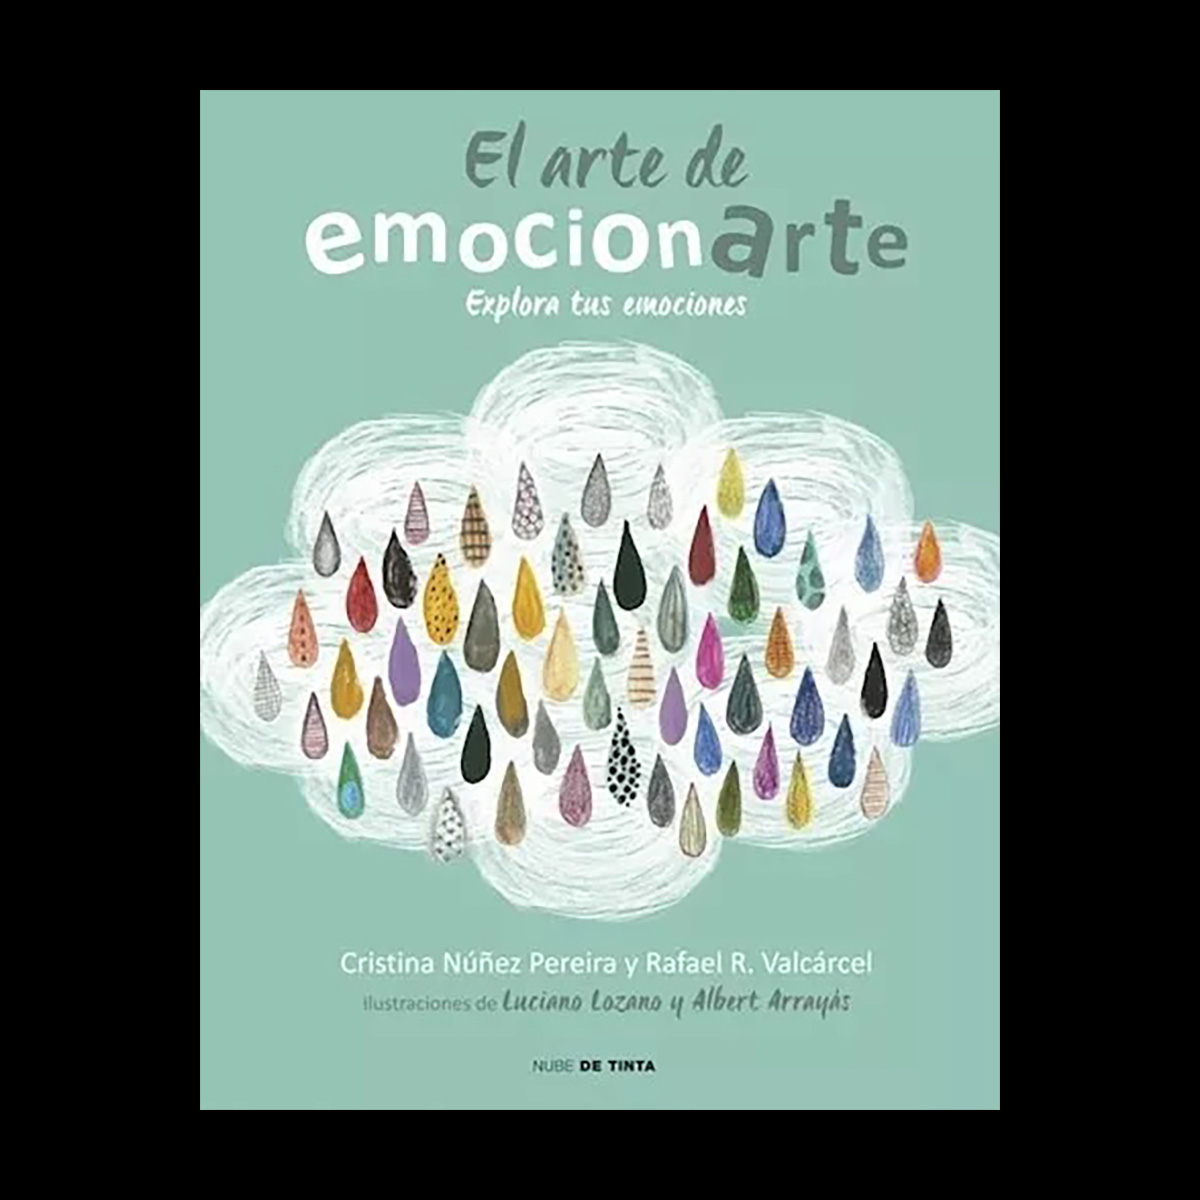 El arte de
emocionarte
Explora tus emociones
Cristina Núñez Pereira y Rafael R. Valcárcel
ilustraciones de Luciano Lozano y Albert Arrayás
NUBE DE TINTA